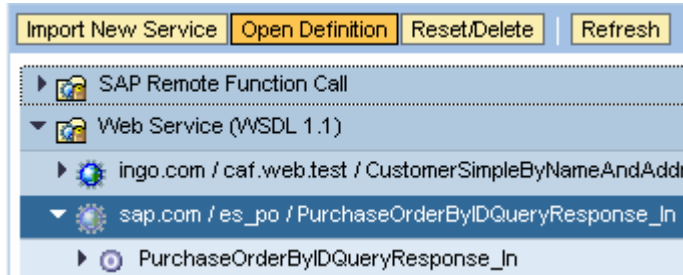 Import New Service Open Definition Reset/Delete Refresh
SAP Remote Function Call
Web Service (WSDL 1.1)
ingo.com / caf.web.test / CustomerSimpleByNameAndAddr
sap.com / es_po / PurchaseOrderByIDQueryResponse_In
PurchaseOrderByIDQueryResponse_In